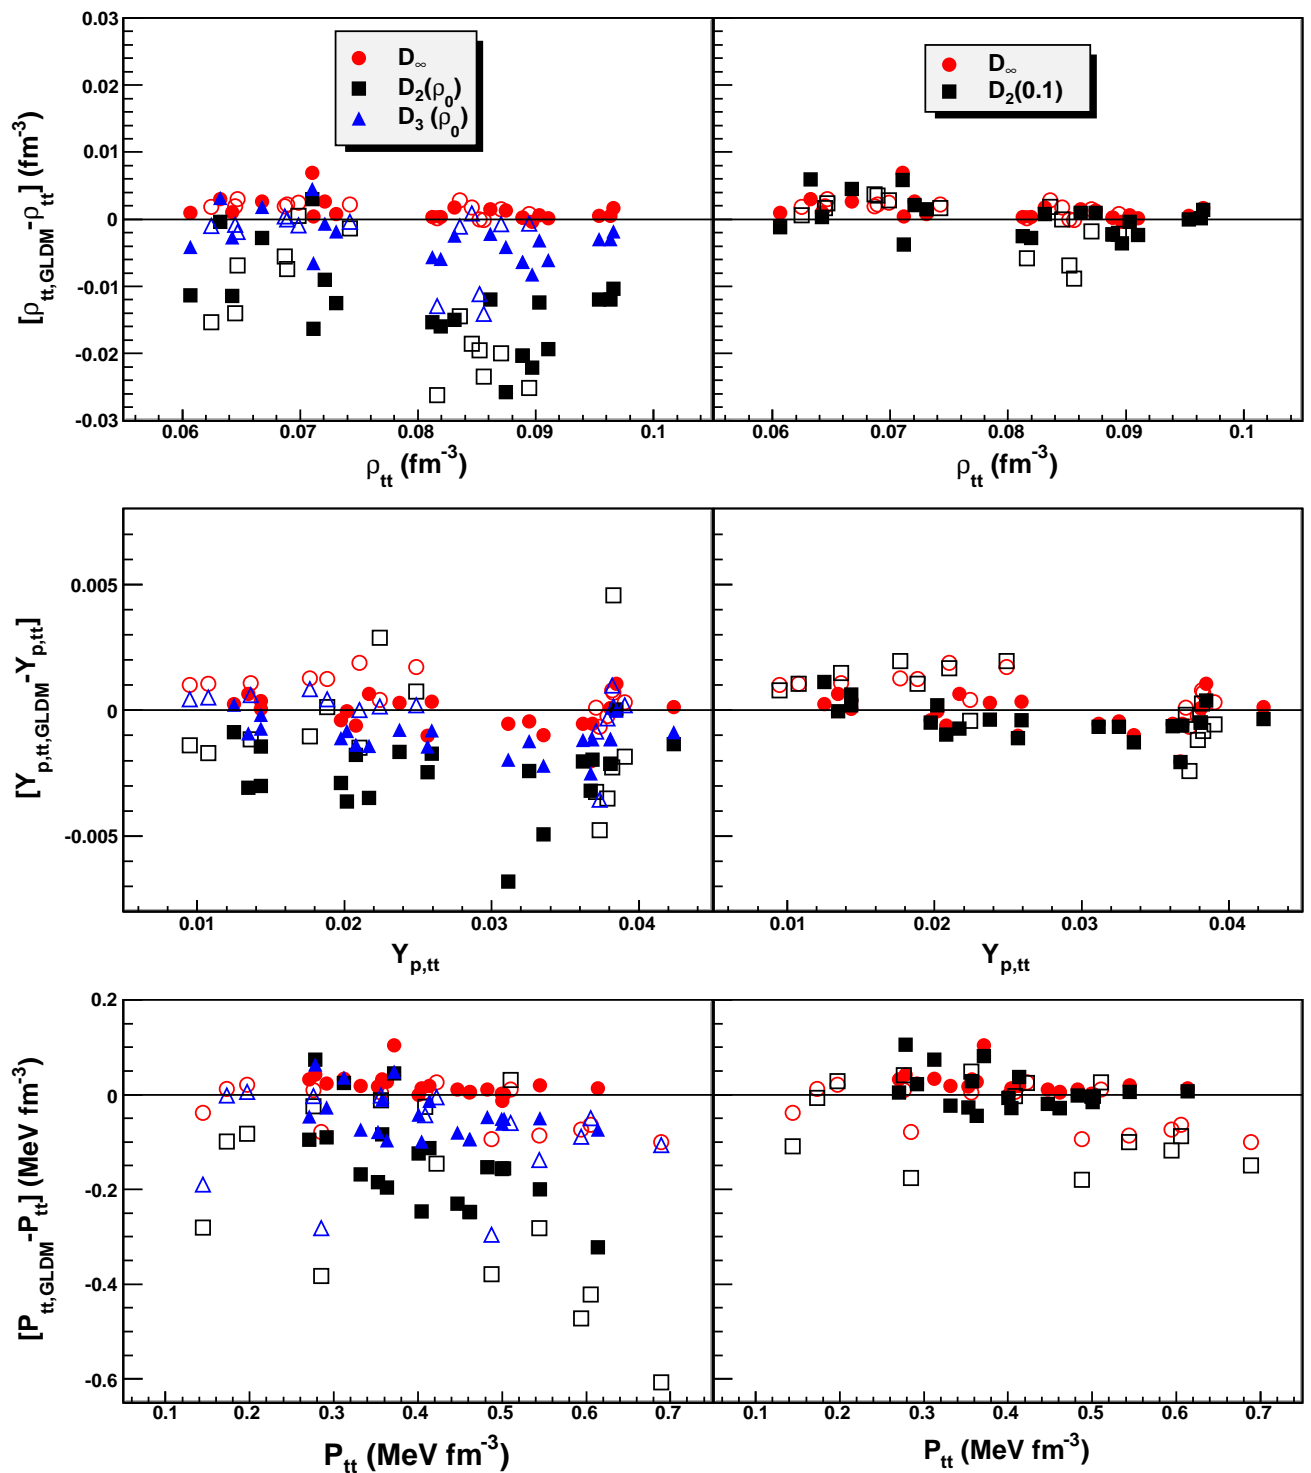 0.03
0.02
0.01
0
-0.01
-0.02
-0.03
[ρtt,GLDM-ρtt] (fm-3)
D∞
D2(ρ0)
D3 (ρ0)
0.06 0.07 0.08 0.09 0.1
ρtt (fm-3)
D∞
D2(0.1)
0.06 0.07 0.08 0.09 0.1
ρtt (fm-3)
0.005
0
-0.005
[Yp,tt,GLDM-Yp,tt]
0.01 0.02 0.03 0.04
Yp,tt
0.01 0.02 0.03 0.04
Yp,tt
0.2
0
-0.2
-0.4
-0.6
[Ptt,GLDM-Ptt] (MeV fm-3)
0.1 0.2 0.3 0.4 0.5 0.6 0.7
Ptt (MeV fm-3)
0.1 0.2 0.3 0.4 0.5 0.6 0.7
Ptt (MeV fm-3)